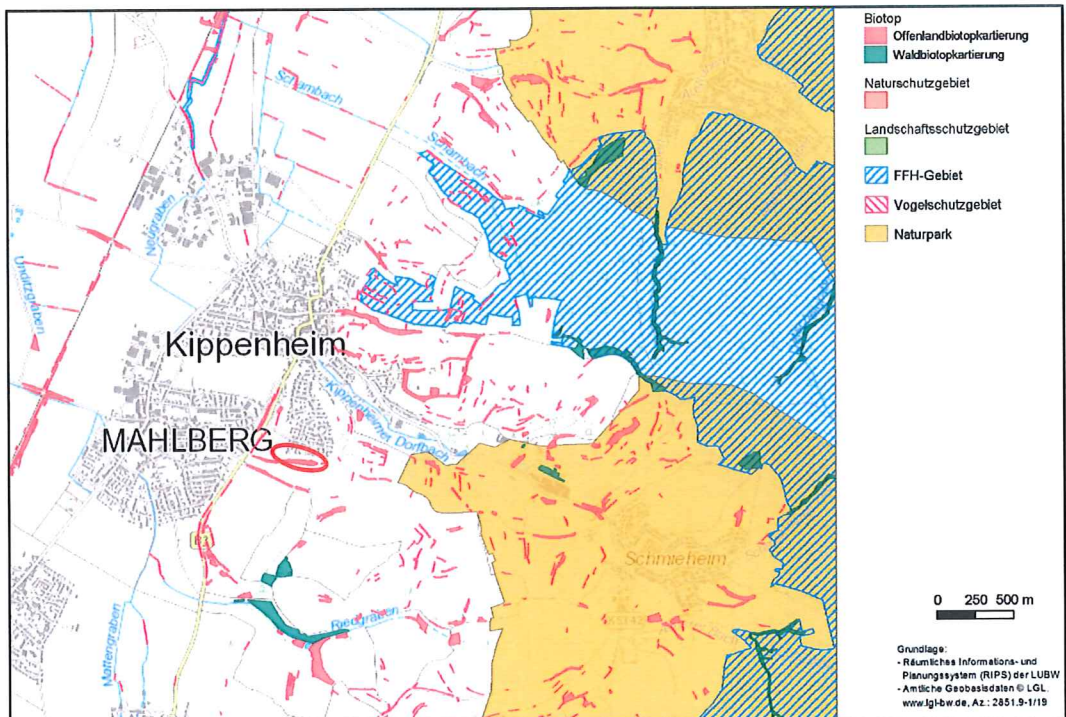 Schambach
Schambach
Neugraben
Unditzgraben
Kippenheim
Kippenheimer Dorfbach
MAHLBERG
Schmieheim
Riedgraben
Mattengraben
Biotop
Offenlandbiotopkartierung
Waldbiotopkartierung
Naturschutzgebiet
Landschaftsschutzgebiet
FFH-Gebiet
Vogelschutzgebiet
Naturpark
0 250 500 m
Grundlage:
- Räumliches Informations- und
Planungssystem (RIPS) der LUBW
- Amtliche Geobasisdaten © LGL.
www.lgl-bw.de, Az.: 2851.9-1/19